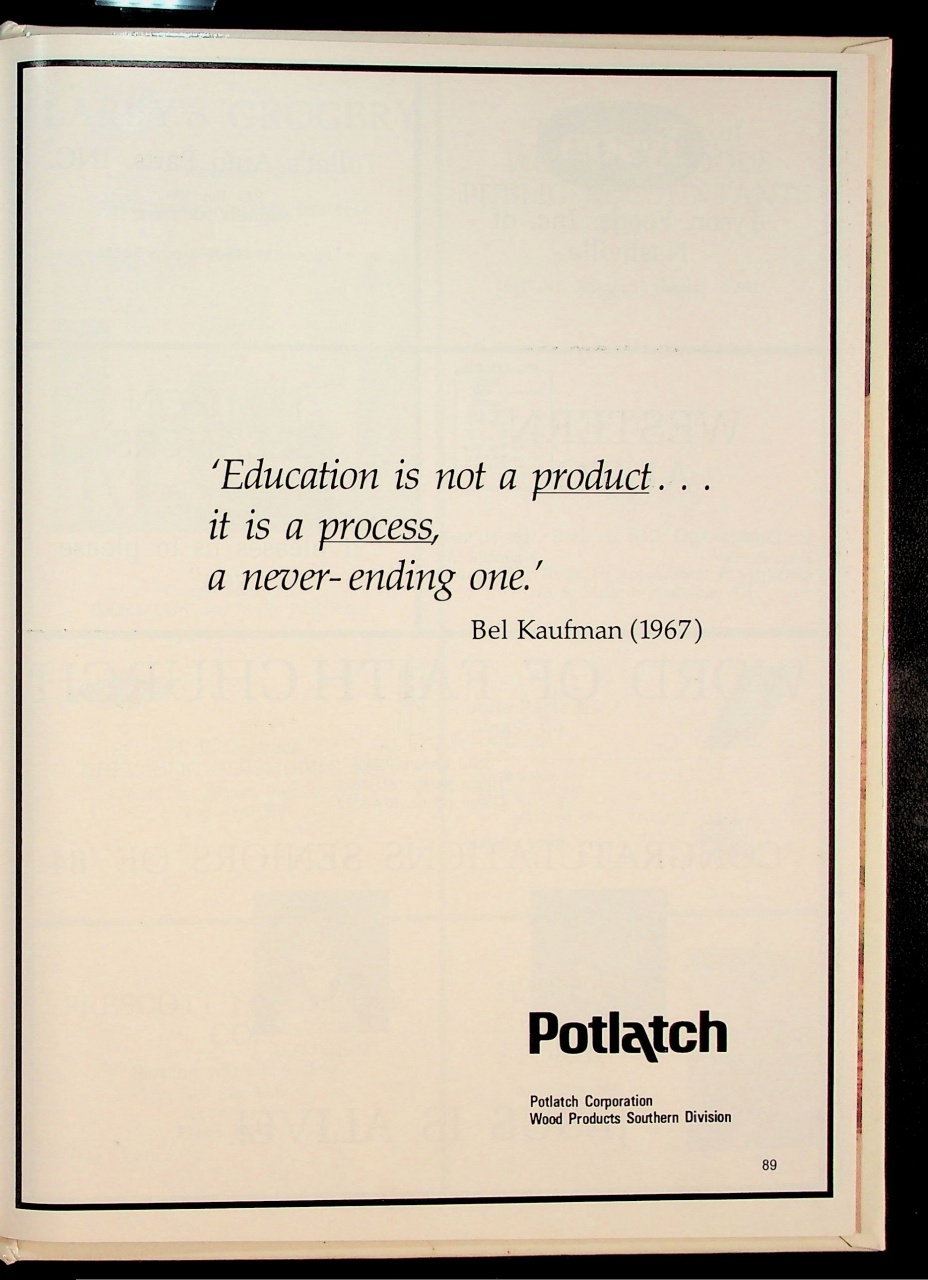 ‘Education is not a product. . .
it is a process,
a never-ending one.’
Bel Kaufman (1967)
Potlatch
Potlatch Corporation
Wood Products Southern Division
89